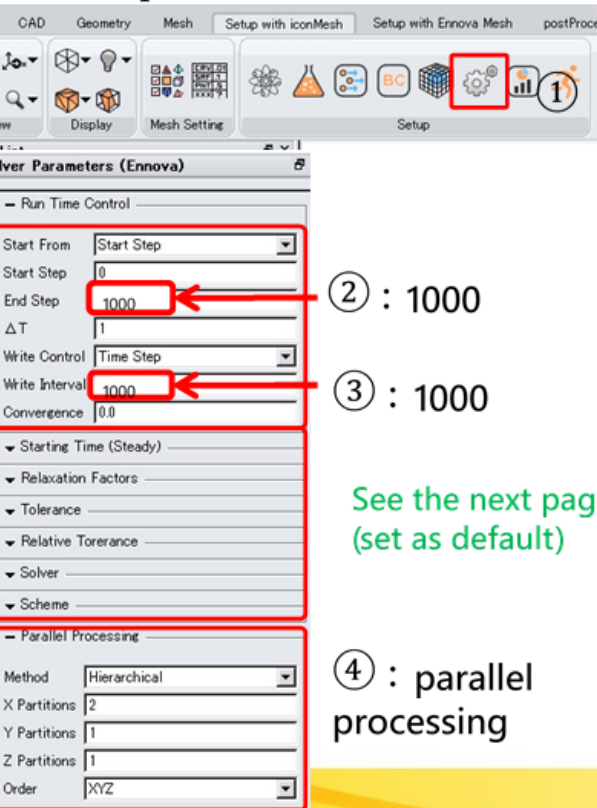 CAD Geometry Mesh Setup with iconMesh Setup with Ennova Mesh postProce
BC
①
ew Display Mesh Setting Setup
lver Parameters (Ennova)
Run Time Control
Start From Start Step
Start Step 0
End Step 1000
② : 1000
ΔT 1
Write Control Time Step
Write Interval 1000
③ : 1000
Convergence 0.0
Starting Time (Steady)
Relaxation Factors
Tolerance
Relative Torerance
Solver
Scheme
See the next pag
(set as default)
Parallel Processing
Method Hierarchical
X Partitions 2
Y Partitions 1
Z Partitions 1
Order XYZ
④ : parallel
processing